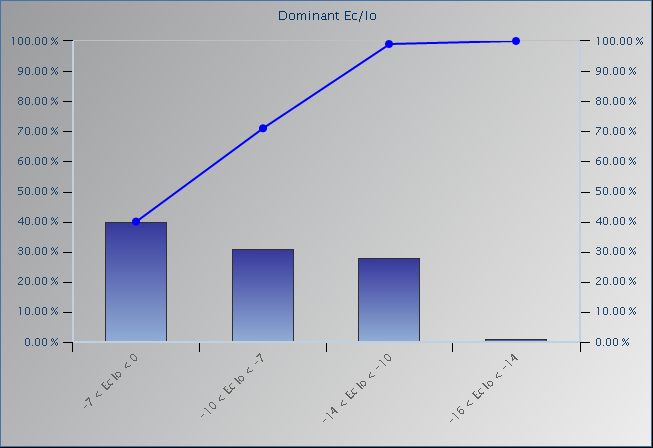 Dominant Ec/Io
100.00 % 100.00 %
90.00 % 90.00 %
80.00 % 80.00 %
70.00 % 70.00 %
60.00 % 60.00 %
50.00 % 50.00 %
40.00 % 40.00 %
30.00 % 30.00 %
20.00 % 20.00 %
10.00 % 10.00 %
0.00 % 0.00 %
-7 < Ec Io < 0
-10 < Ec Io < -7
-14 < Ec Io < -10
-16 < Ec Io < -14